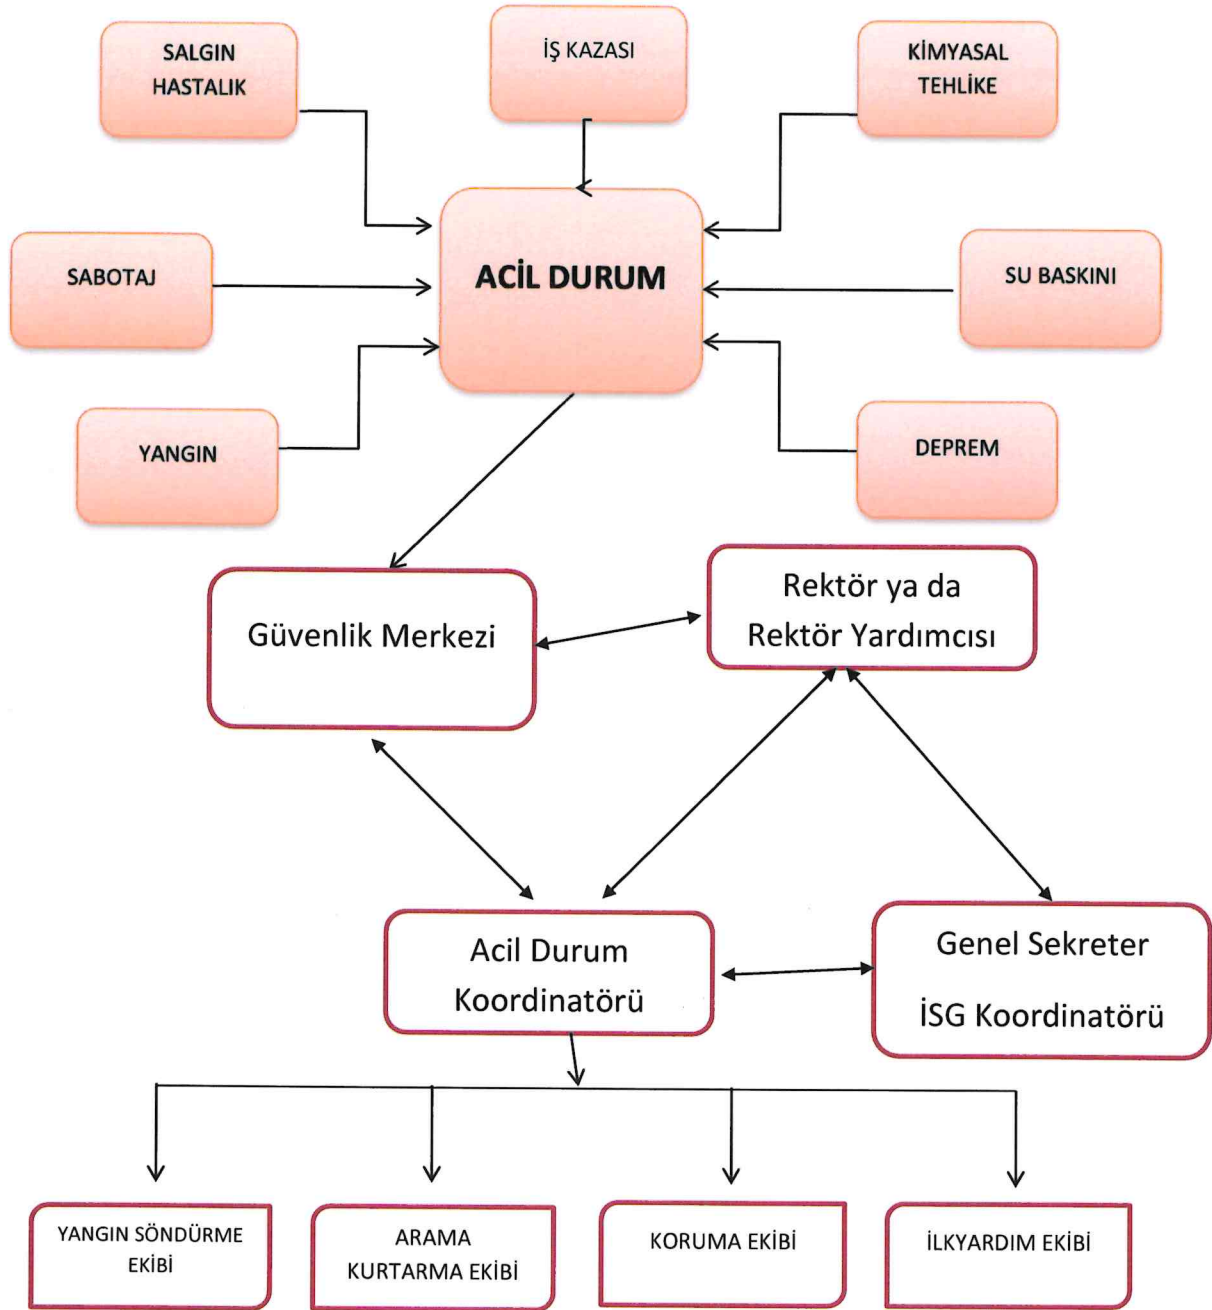 SALGIN
HASTALIK
İŞ KAZASI
KİMYASAL
TEHLİKE
SABOTAJ
ACİL DURUM
SU BASKINI
YANGIN
DEPREM
Güvenlik Merkezi
Rektör ya da
Rektör Yardımcısı
Acil Durum
Koordinatörü
Genel Sekreter
İSG Koordinatörü
YANGIN SÖNDÜRME
EKİBİ
ARAMA
KURTARMA EKİBİ
KORUMA EKİBİ
İLKYARDIM EKİBİ